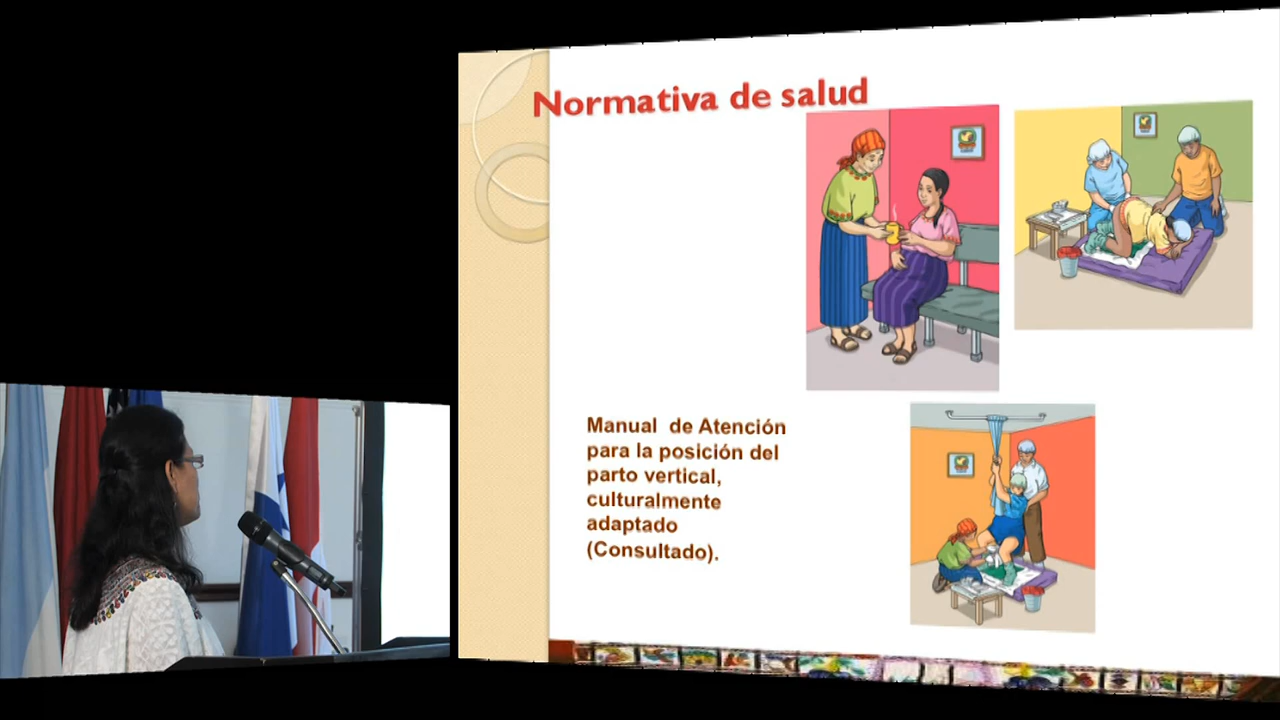 Normativa de salud
Manual de Atención
para la posición del
parto vertical,
culturalmente
adaptado
(Consultado).